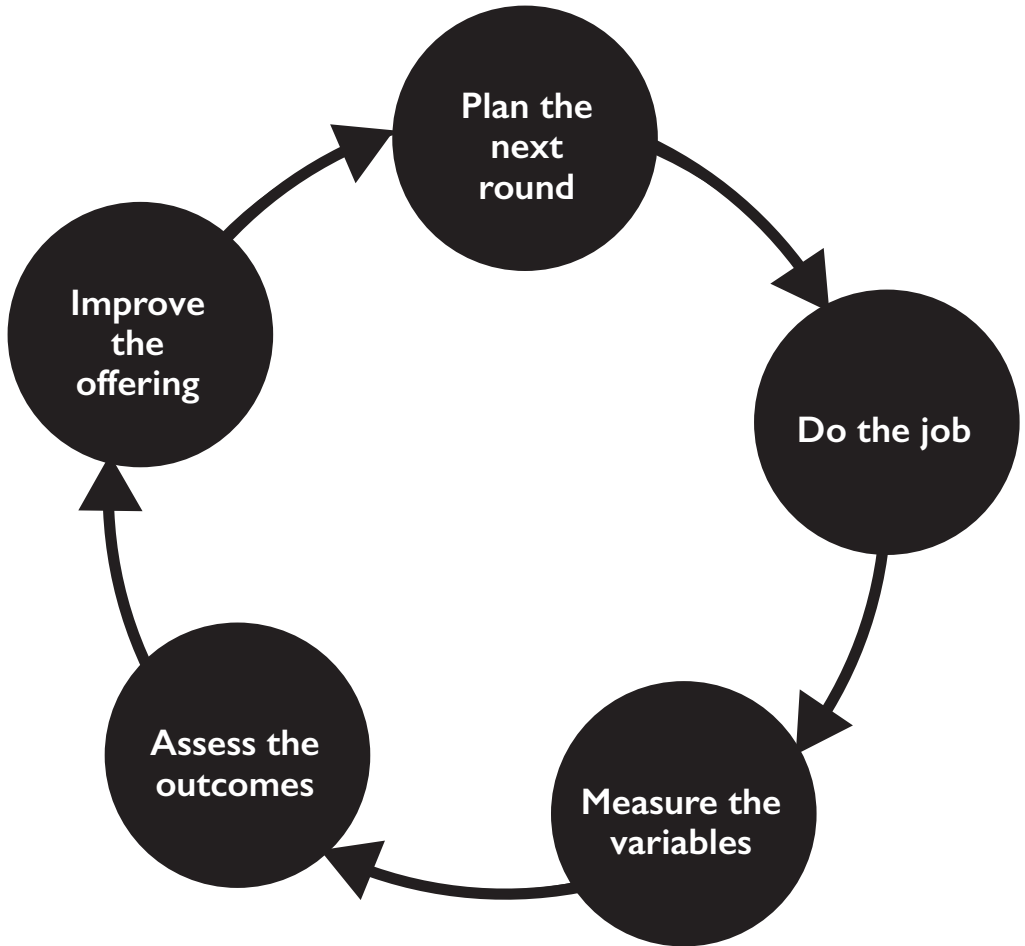 Plan the
next
round
Do the job
Measure the
variables
Assess the
outcomes
Improve
the
offering